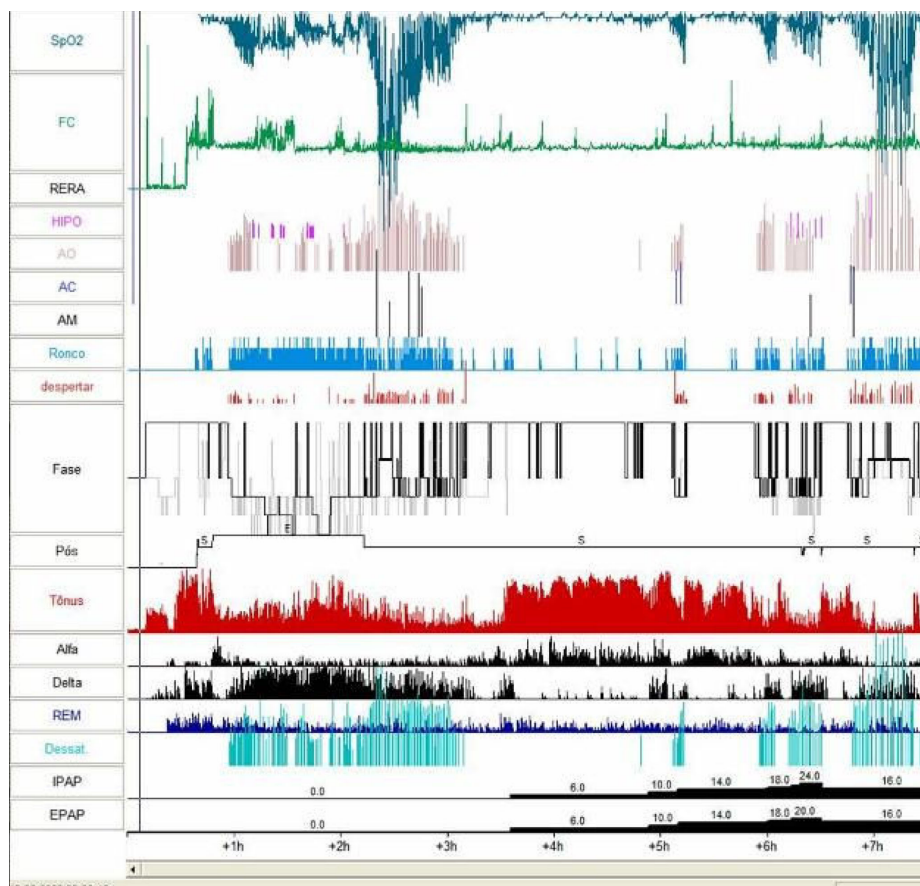 SpO2
FC
RERA
HIPO
AO
AC
AM
Ronco
despertar
Fase
E
Pós
S S S S
Tônus
Alfa
Delta
REM
Dessat.
IPAP
0.0 6.0 10.0 14.0 18.0 24.0 16.0
EPAP
0.0 6.0 10.0 14.0 18.0 20.0 16.0
+1h +2h +3h +4h +5h +6h +7h